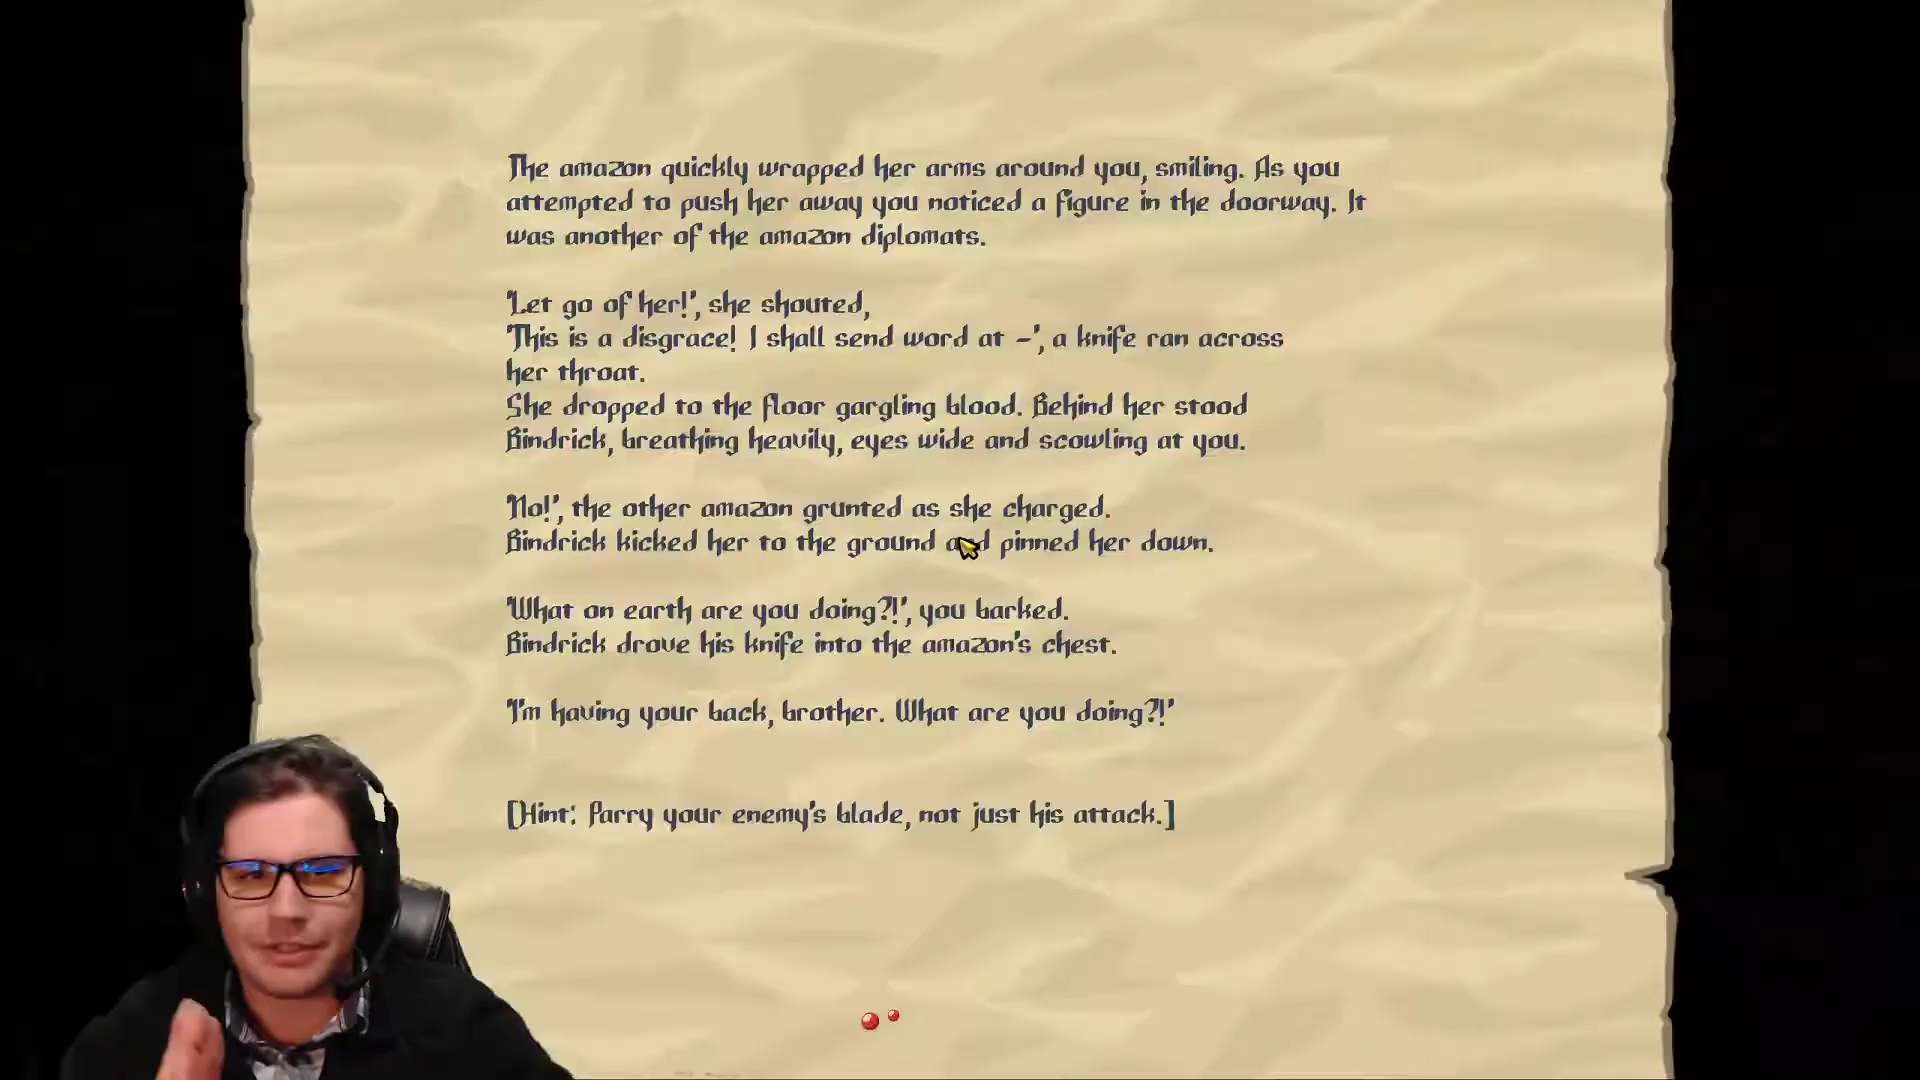 The amazon quickly wrapped her arms around you, smiling. As you
attempted to push her away you noticed a figure in the doorway. It
was another of the amazon diplomats.
'Let go of her!', she shouted,
'This is a disgrace! I shall send word at -', a knife ran across
her throat.
She dropped to the floor gargling blood. Behind her stood
Bindrick, breathing heavily, eyes wide and scowling at you.
'No!', the other amazon grunted as she charged.
Bindrick kicked her to the ground and pinned her down.
'What on earth are you doing?!', you barked.
Bindrick drove his knife into the amazon's chest.
'I'm having your back, brother. What are you doing?!'
[Hint: Parry your enemy's blade, not just his attack.]